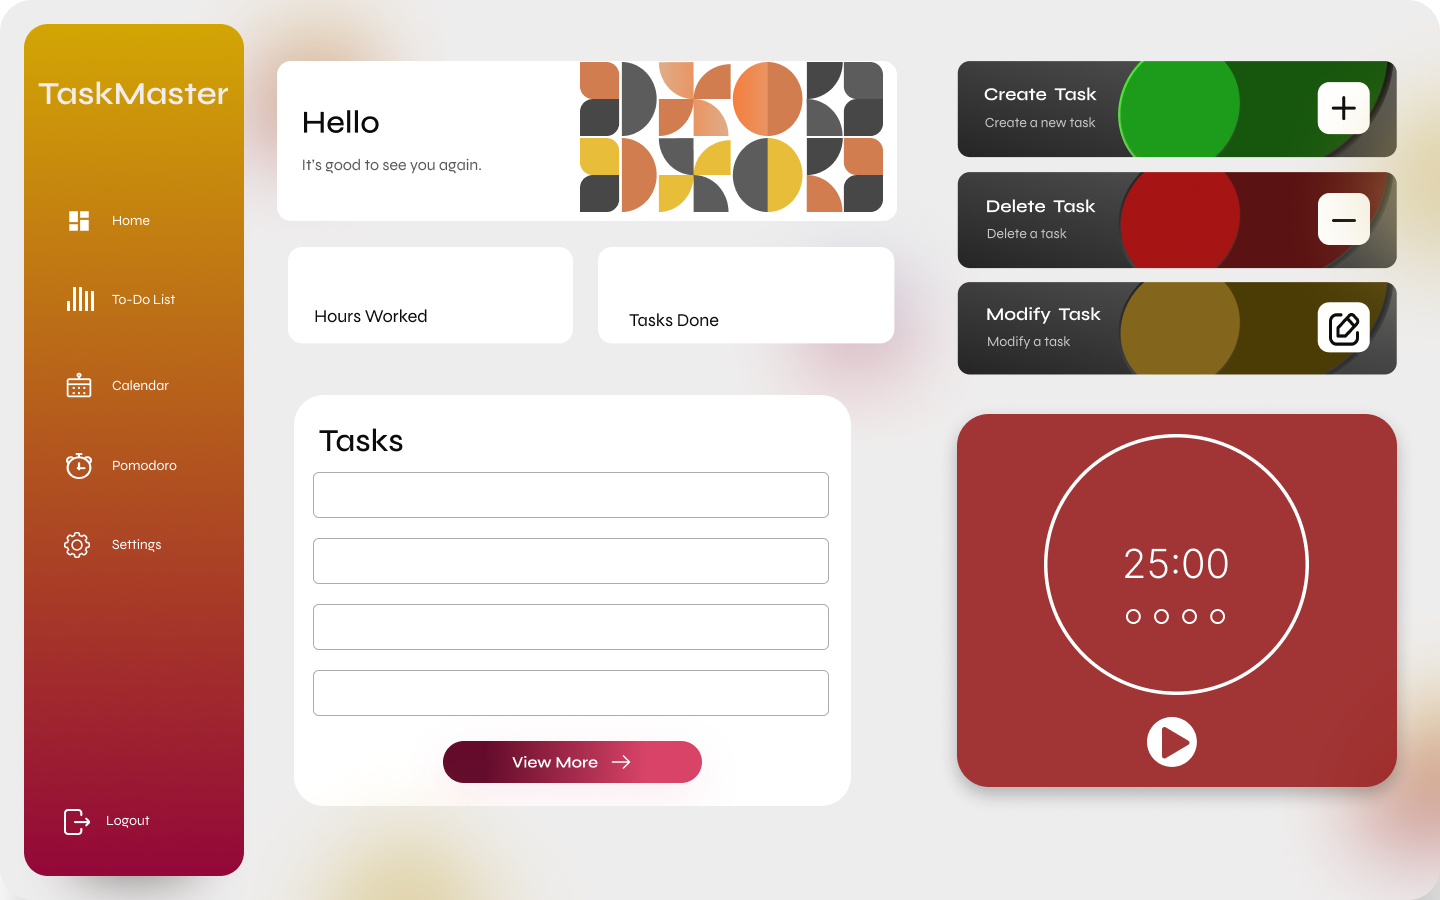 TaskMaster
Home
To-Do List
Calendar
Pomodoro
Settings
Logout
Hello
It's good to see you again.
Hours Worked
Tasks Done
Tasks
View More
Create Task
Create a new task
Delete Task
Delete a task
Modify Task
Modify a task
25:00